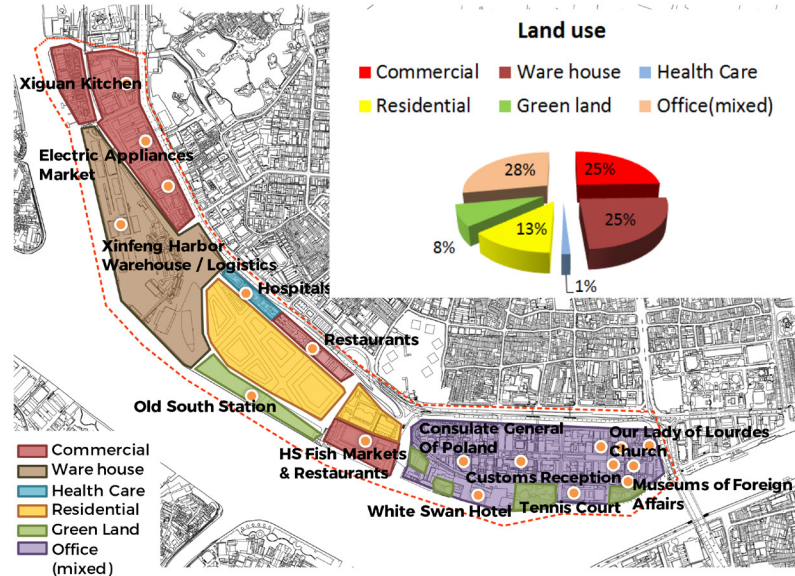 Land use
Commercial
Ware house
Health Care
Residential
Green land
Office(mixed)
28%
25%
25%
13%
8%
1%
Xiguan Kitchen
Electric Appliances
Market
Xinfeng Harbor
Warehouse / Logistics
Hospitals
Restaurants
Old South Station
HS Fish Markets
& Restaurants
Consulate General
Of Poland
Our Lady of Lourdes
Church
Customs Reception
Museums of Foreign
Affairs
White Swan Hotel
Tennis Court
Commercial
Ware house
Health Care
Residential
Green Land
Office
(mixed)